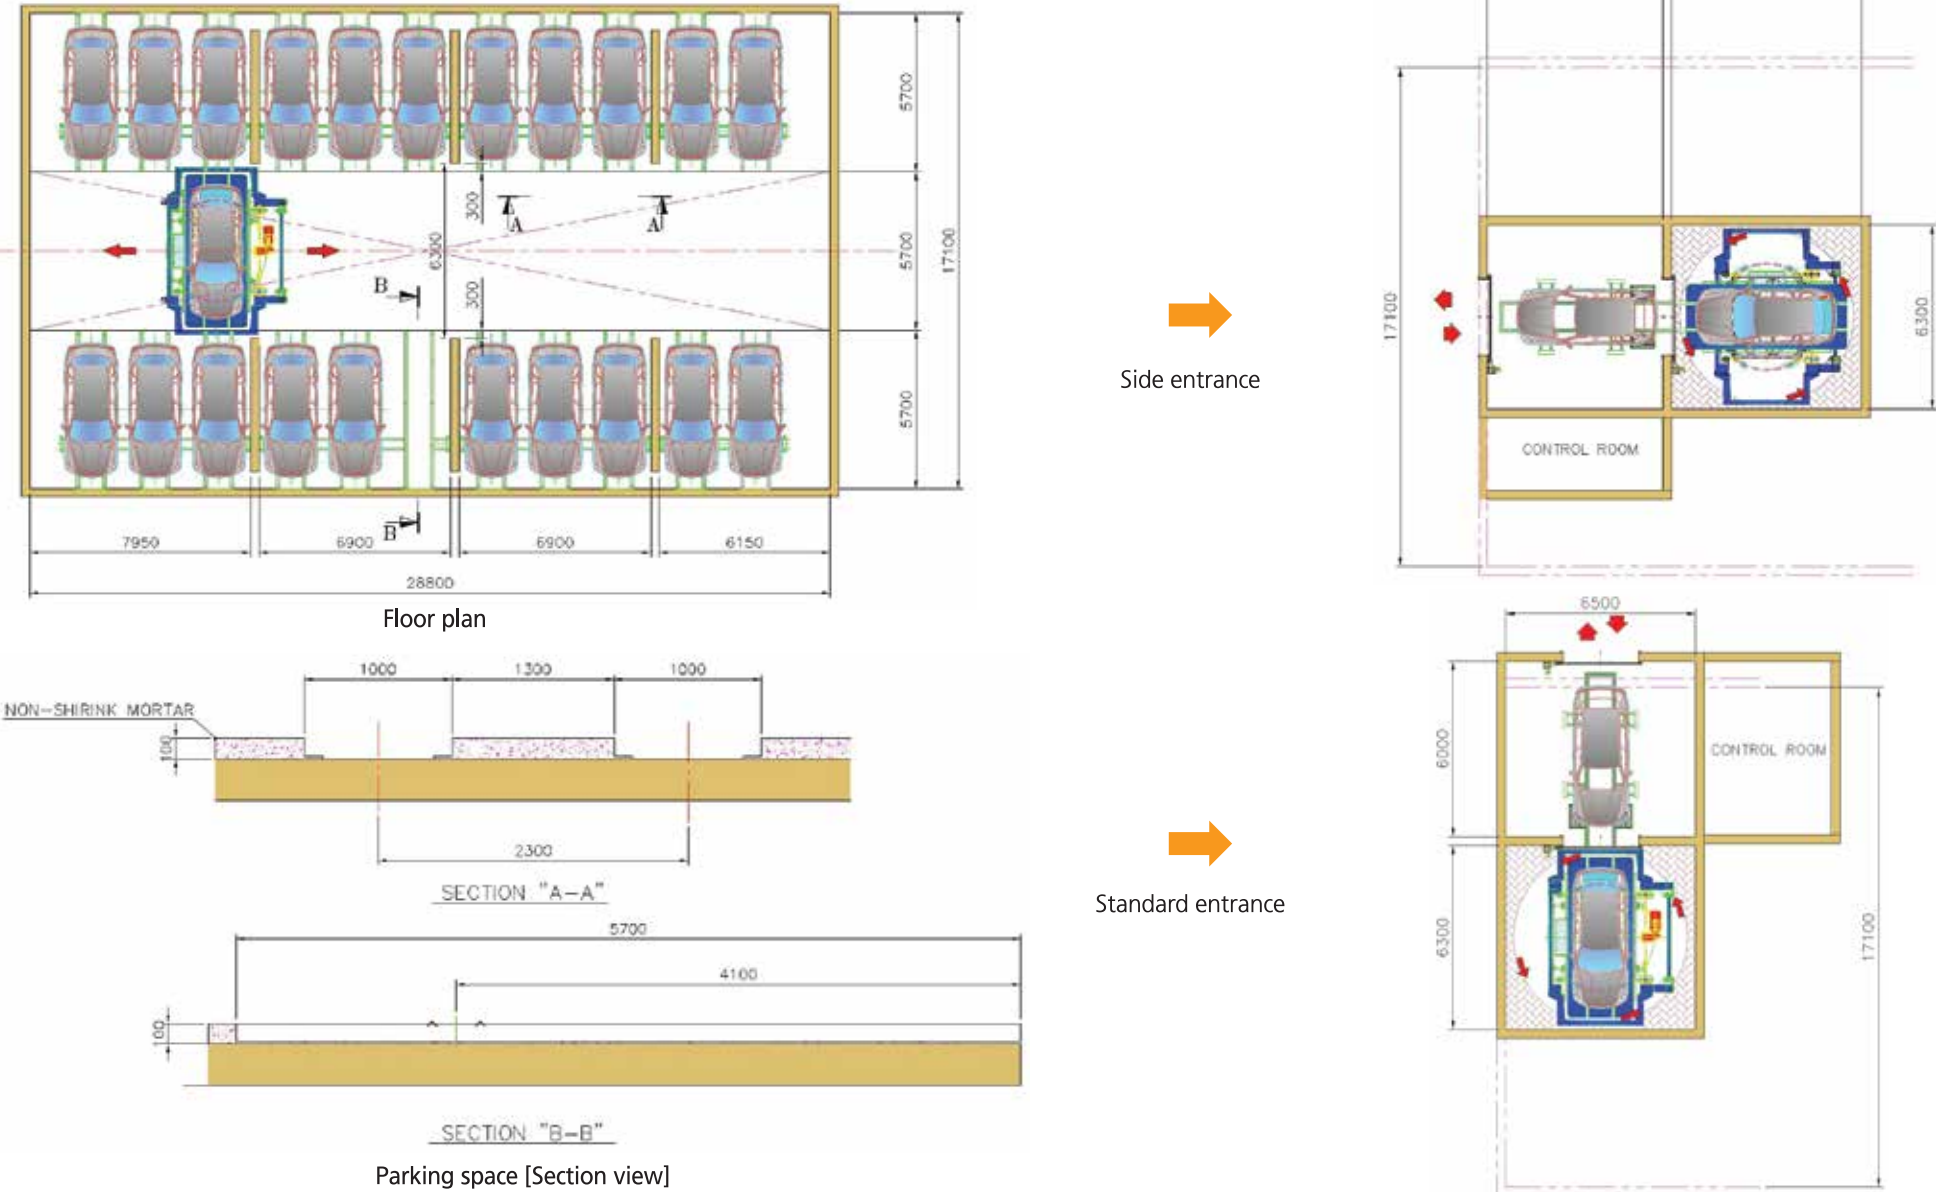 5700
300
A
A
6300
5700
17100
B
300
5700
B
7950
6900
6900
6150
28800
Floor plan
1000
1300
1000
NON-SHIRINK MORTAR
100
2300
SECTION "A-A"
5700
4100
100
SECTION "B-B"
Parking space [Section view]
Side entrance
17100
6300
CONTROL ROOM
Standard entrance
6500
6000
CONTROL ROOM
6300
17100